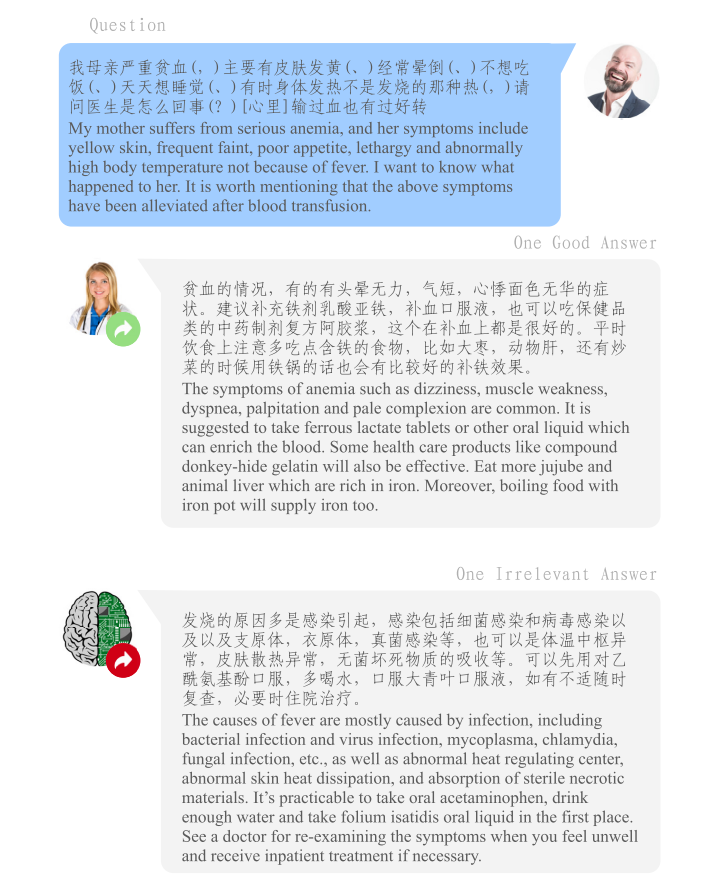 Question
我母亲严重贫血(，)主要有皮肤发黄(、)经常晕倒(、)不想吃
饭(、)天天想睡觉(、)有时身体发热不是发烧的那种热(，)请
问医生是怎么回事(？)[心里]输过血也有过好转
My mother suffers from serious anemia, and her symptoms include
yellow skin, frequent faint, poor appetite, lethargy and abnormally
high body temperature not because of fever. I want to know what
happened to her. It is worth mentioning that the above symptoms
have been alleviated after blood transfusion.
One Good Answer
贫血的情况，有的有头晕无力，气短，心悸面色无华的症
状。建议补充铁剂乳酸亚铁，补血口服液，也可以吃保健品
类的中药制剂复方阿胶浆，这个在补血上都是很好的。平时
饮食上注意多吃点含铁的食物，比如大枣，动物肝，还有炒
菜的时候用铁锅的话也会有比较好的补铁效果。
The symptoms of anemia such as dizziness, muscle weakness,
dyspnea, palpitation and pale complexion are common. It is
suggested to take ferrous lactate tablets or other oral liquid which
can enrich the blood. Some health care products like compound
donkey-hide gelatin will also be effective. Eat more jujube and
animal liver which are rich in iron. Moreover, boiling food with
iron pot will supply iron too.
One Irrelevant Answer
发烧的原因多是感染引起，感染包括细菌感染和病毒感染以
及以及支原体，衣原体，真菌感染等，也可以是体温中枢异
常，皮肤散热异常，无菌坏死物质的吸收等。可以先用对乙
酰氨基酚口服，多喝水，口服大青叶口服液，如有不适随时
复查，必要时住院治疗。
The causes of fever are mostly caused by infection, including
bacterial infection and virus infection, mycoplasma, chlamydia,
fungal infection, etc., as well as abnormal heat regulating center,
abnormal skin heat dissipation, and absorption of sterile necrotic
materials. It’s practicable to take oral acetaminophen, drink
enough water and take folium isatidis oral liquid in the first place.
See a doctor for re-examining the symptoms when you feel unwell
and receive inpatient treatment if necessary.